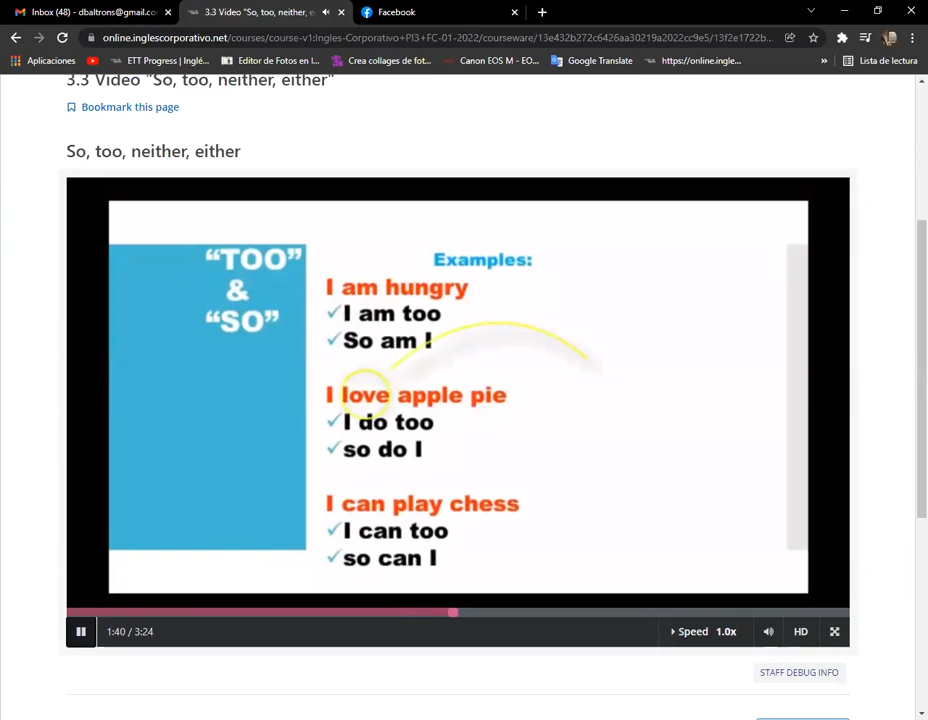 Inbox (48) - dbaltrons@gmail.co
3.3 Video "So, too, neither, e
Facebook
online.inglescorporativo.net/courses/course-v1:Ingles-Corporativo+PI3+FC-01-2022/courseware/13e432b272c6426aa30219a2022cc9e5/13f2e1722b...
Aplicaciones
ETT Progress | Inglé...
Editor de Fotos en l...
Crea collages de fot...
Canon EOS M - EO...
Google Translate
https://online.ingle...
»
Lista de lectura
3.3 Video "So, too, neither, either"
Bookmark this page
So, too, neither, either
“TOO”
&
“SO”
Examples:
I am hungry
I am too
So am I
I love apple pie
I do too
so do I
I can play chess
I can too
so can I
1:40 / 3:24
Speed 1.0x
HD
STAFF DEBUG INFO